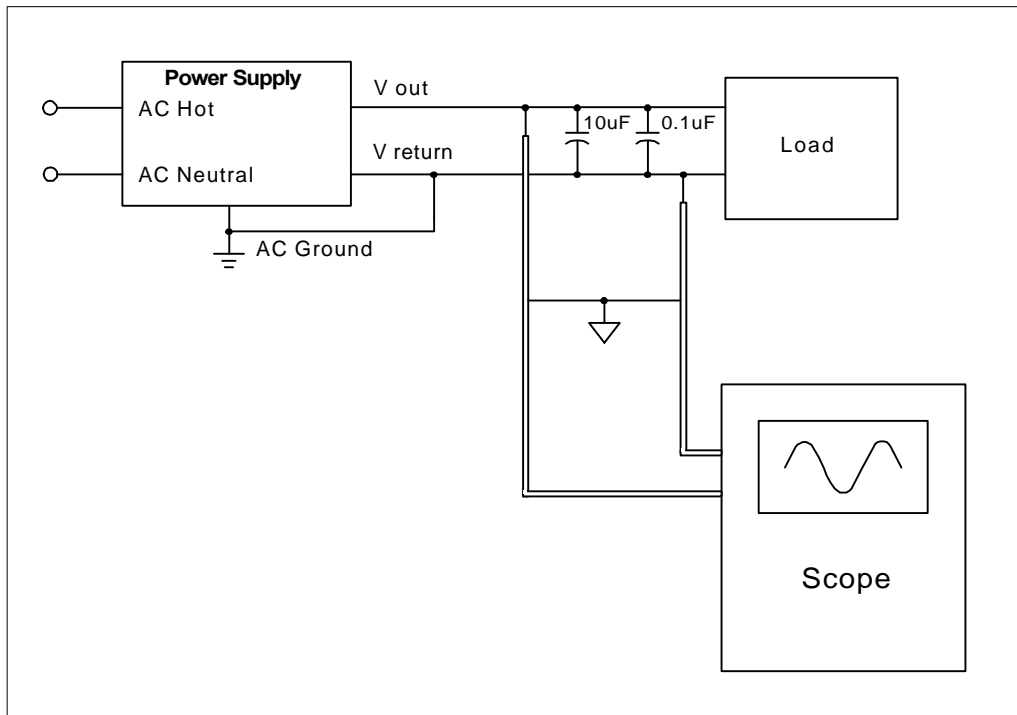 Power Supply
AC Hot
AC Neutral
V out
V return
AC Ground
10uF
0.1uF
Load
Scope